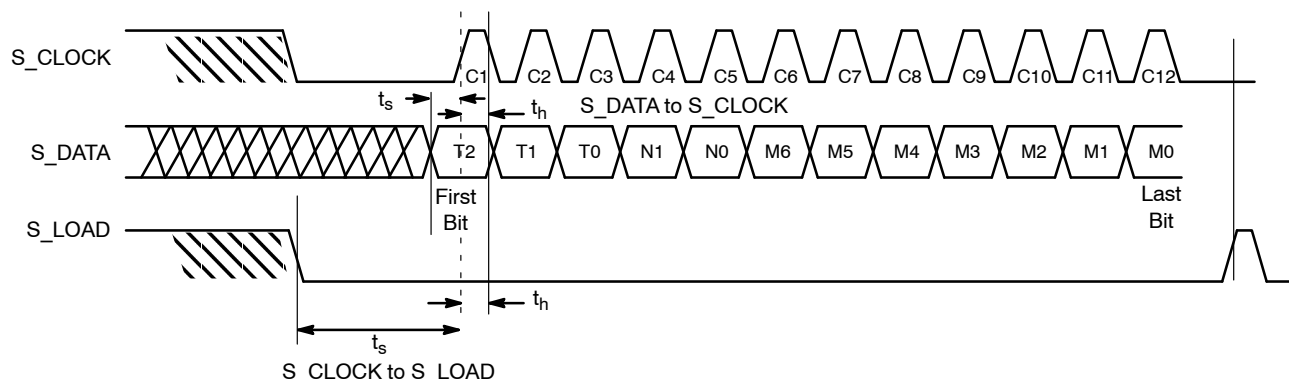 S_CLOCK
C1 C2 C3 C4 C5 C6 C7 C8 C9 C10 C11 C12
ts
th
S_DATA to S_CLOCK
S_DATA
T2 T1 T0 N1 N0 M6 M5 M4 M3 M2 M1 M0
First
Bit
Last
Bit
S_LOAD
th
ts
S_CLOCK to S_LOAD